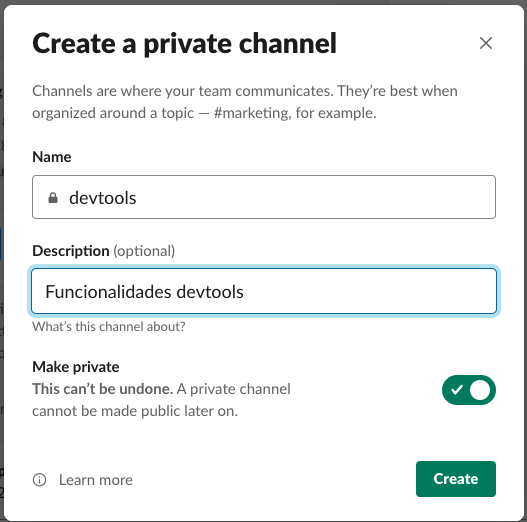 Create a private channel
Channels are where your team communicates. They’re best when
organized around a topic — #marketing, for example.
Name
devtools
Description (optional)
Funcionalidades devtools
What’s this channel about?
Make private
This can’t be undone. A private channel
cannot be made public later on.
Learn more
Create